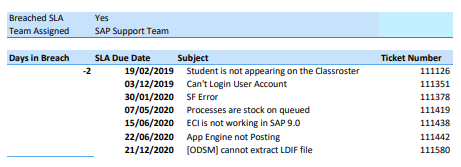 Breached SLA Yes
Team Assigned SAP Support Team
Days in Breach SLA Due Date Subject Ticket Number
-2 19/02/2019 Student is not appearing on the Classroster 111126
03/12/2019 Can't Login User Account 111351
30/01/2020 SF Error 111378
07/05/2020 Processes are stock on queued 111419
15/06/2020 ECI is not working in SAP 9.0 111438
22/06/2020 App Engine not Posting 111442
21/12/2020 [ODSM] cannot extract LDIF file 111580